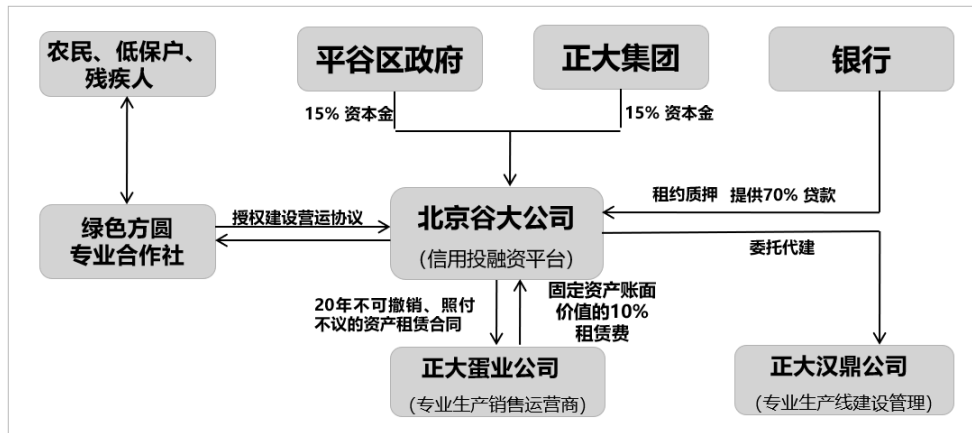 农民、低保户、
残疾人
平谷区政府
正大集团
银行
15% 资本金
15% 资本金
租约质押 提供70% 贷款
绿色方圆
专业合作社
授权建设营运协议
北京谷大公司
（信用投融资平台）
委托代建
20年不可撤销、照付
不议的资产租赁合同
固定资产账面
价值的10%
租赁费
正大蛋业公司
（专业生产销售运营商）
正大汉鼎公司
（专业生产线建设管理）